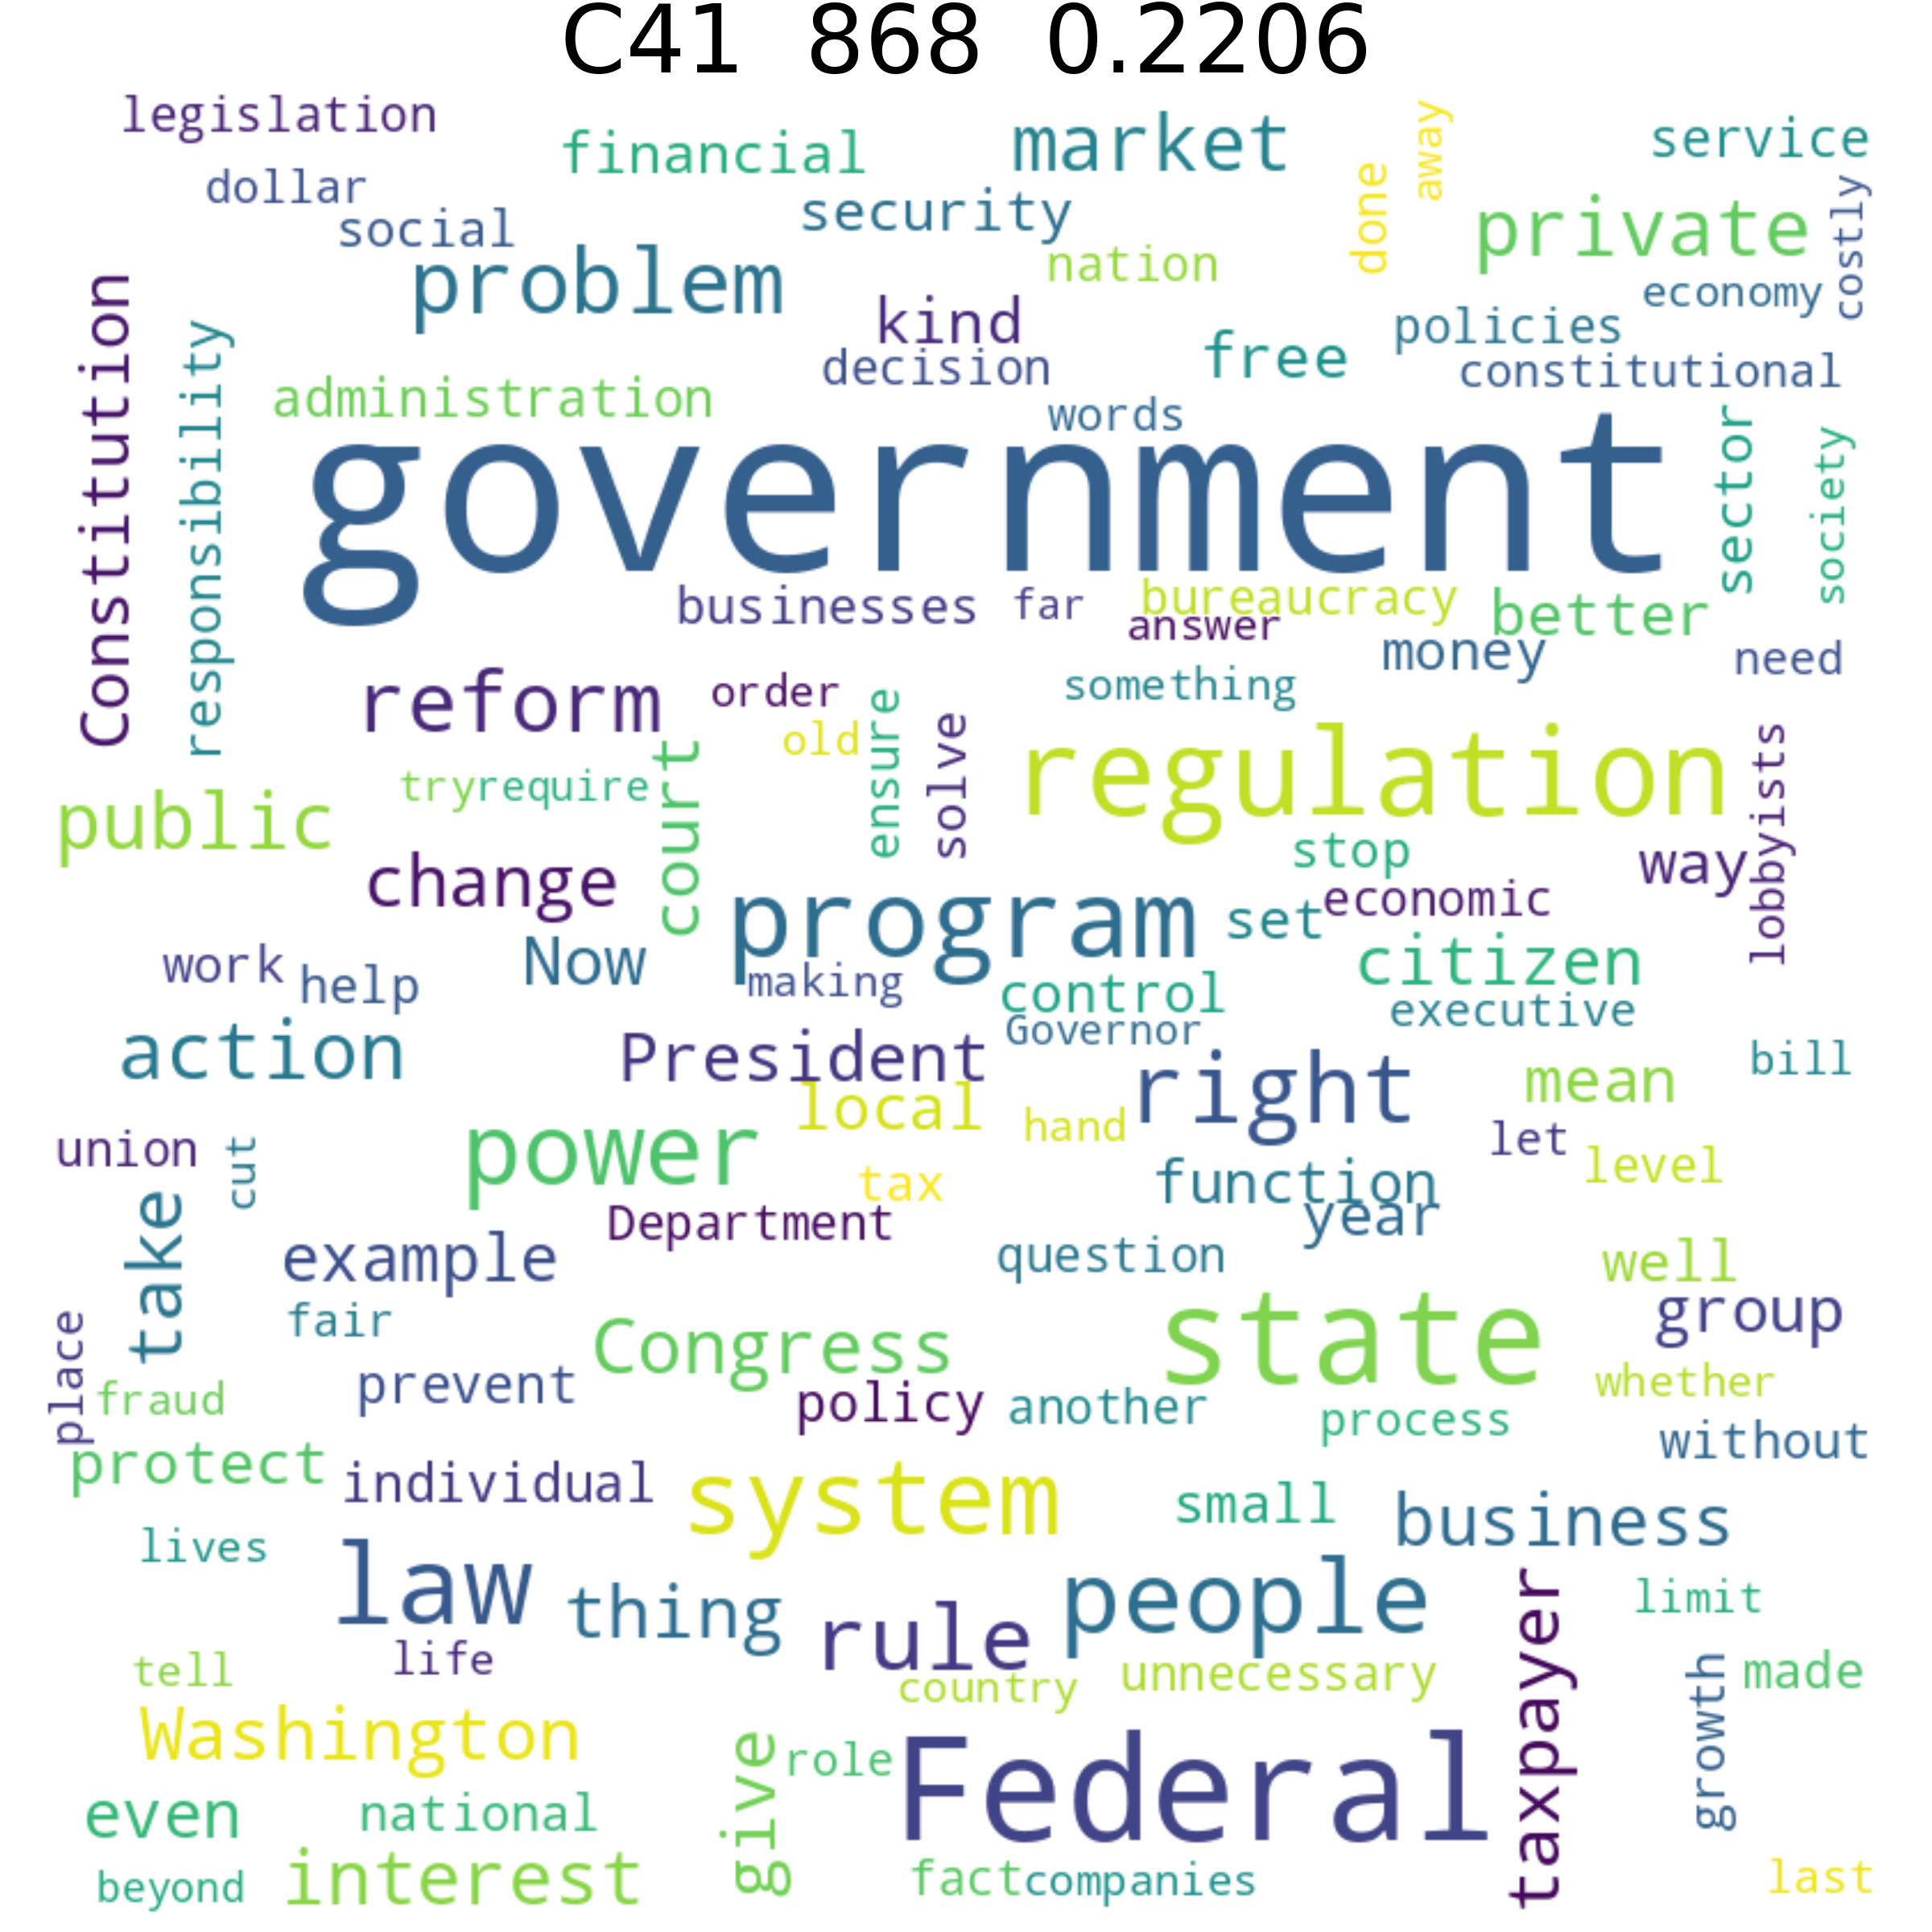 C41 868 0.2206
legislation
financial
market
away
service
dollar
social
security
done
private
costly
problem
nation
economy
Constitution
responsibility
kind
decision
free
policies
constitutional
administration
words
government
sector
society
businesses
far
bureaucracy
answer
better
money
need
reform
order
something
old
ensure
solve
regulation
lobbyists
public
try
require
court
stop
way
change
program
set
economic
work
help
Now
making
control
citizen
executive
action
President
Governor
right
mean
bill
local
hand
union
cut
power
let
level
tax
function
year
take
Department
example
question
well
place
fair
Congress
state
group
fraud
prevent
policy
another
process
whether
without
protect
individual
system
small
business
lives
law
thing
rule
people
taxpayer
limit
tell
life
country
unnecessary
growth
made
Washington
give
role
Federal
even
national
beyond
interest
fact
companies
last